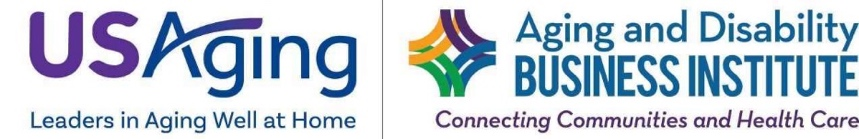 USAging
Leaders in Aging Well at Home
Aging and Disability
BUSINESS INSTITUTE
Connecting Communities and Health Care